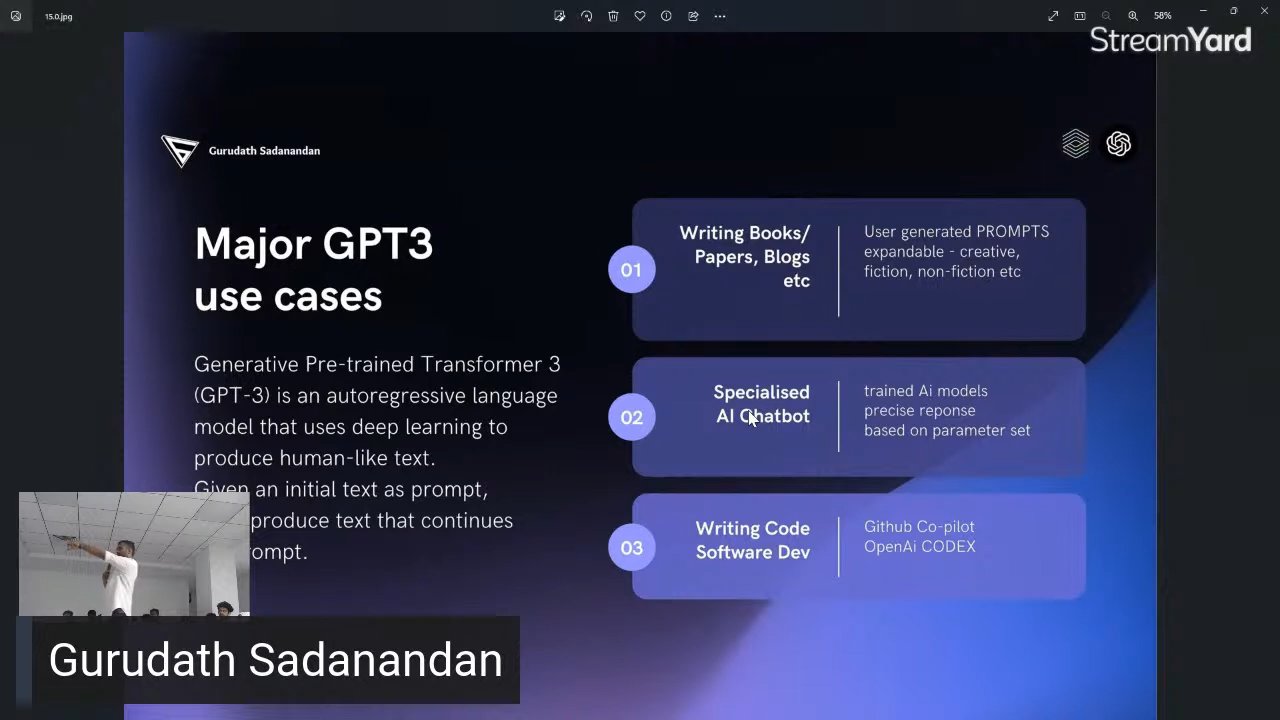 15.0.jpg
58%
StreamYard
Gurudath Sadanandan
Major GPT3
use cases
Generative Pre-trained Transformer 3
(GPT-3) is an autoregressive language
model that uses deep learning to
produce human-like text.
Given an initial text as prompt,
produce text that continues
01
Writing Books/
Papers, Blogs
etc
User generated PROMPTS
expandable - creative,
fiction, non-fiction etc
02
Specialised
AI Chatbot
trained Ai models
precise reponse
based on parameter set
03
Writing Code
Software Dev
Github Co-pilot
OpenAi CODEX
Gurudath Sadanandan